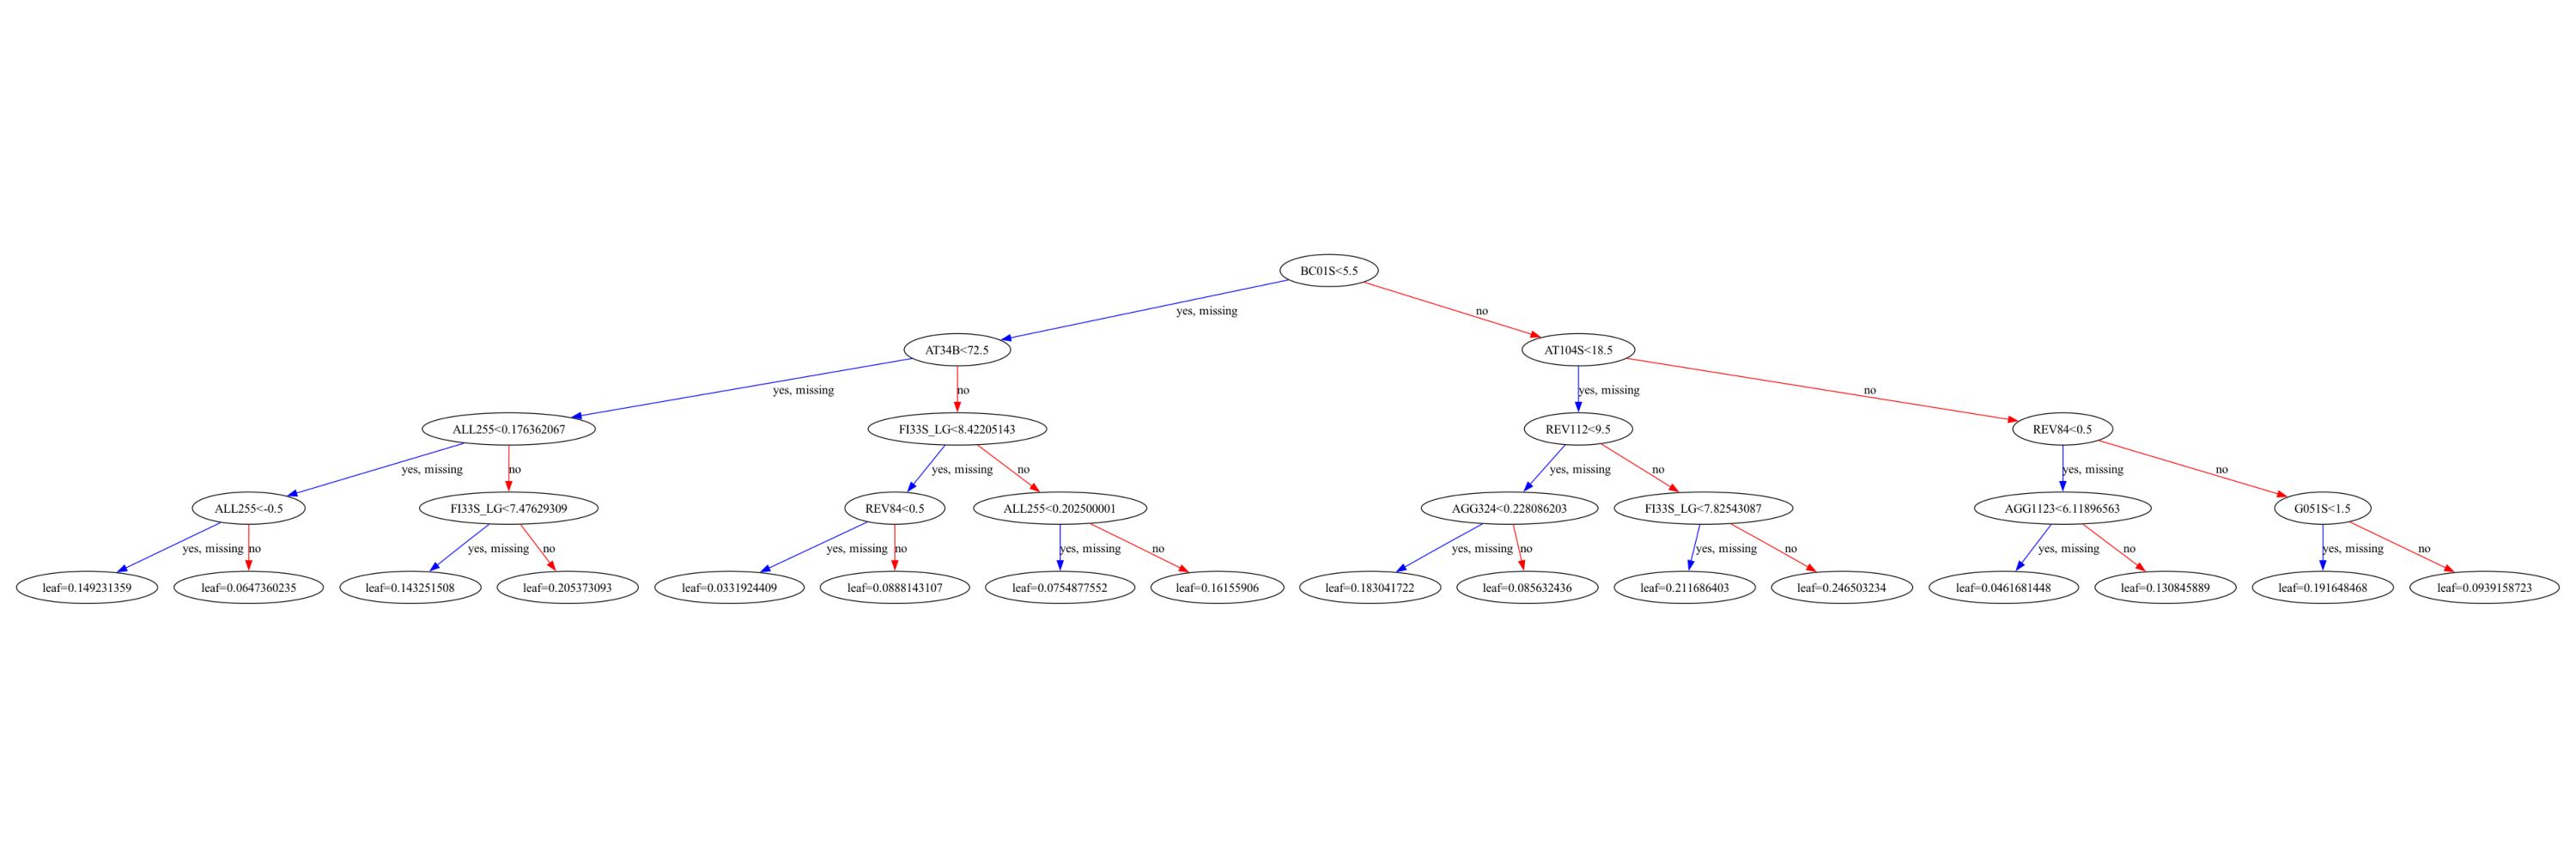 BC01S<5.5
yes, missing
no
AT34B<72.5
AT104S<18.5
yes, missing
no
yes, missing
no
ALL255<0.176362067
FI33S_LG<8.42205143
REV112<9.5
REV84<0.5
yes, missing
no
yes, missing
no
yes, missing
no
yes, missing
no
ALL255<-0.5
FI33S_LG<7.47629309
REV84<0.5
ALL255<0.202500001
AGG324<0.228086203
FI33S_LG<7.82543087
AGG1123<6.11896563
G051S<1.5
yes, missing
no
yes, missing
no
yes, missing
no
yes, missing
no
yes, missing
no
yes, missing
no
yes, missing
no
yes, missing
no
leaf=0.149231359
leaf=0.0647360235
leaf=0.143251508
leaf=0.205373093
leaf=0.0331924409
leaf=0.0888143107
leaf=0.0754877552
leaf=0.16155906
leaf=0.183041722
leaf=0.085632436
leaf=0.211686403
leaf=0.246503234
leaf=0.0461681448
leaf=0.130845889
leaf=0.191648468
leaf=0.0939158723